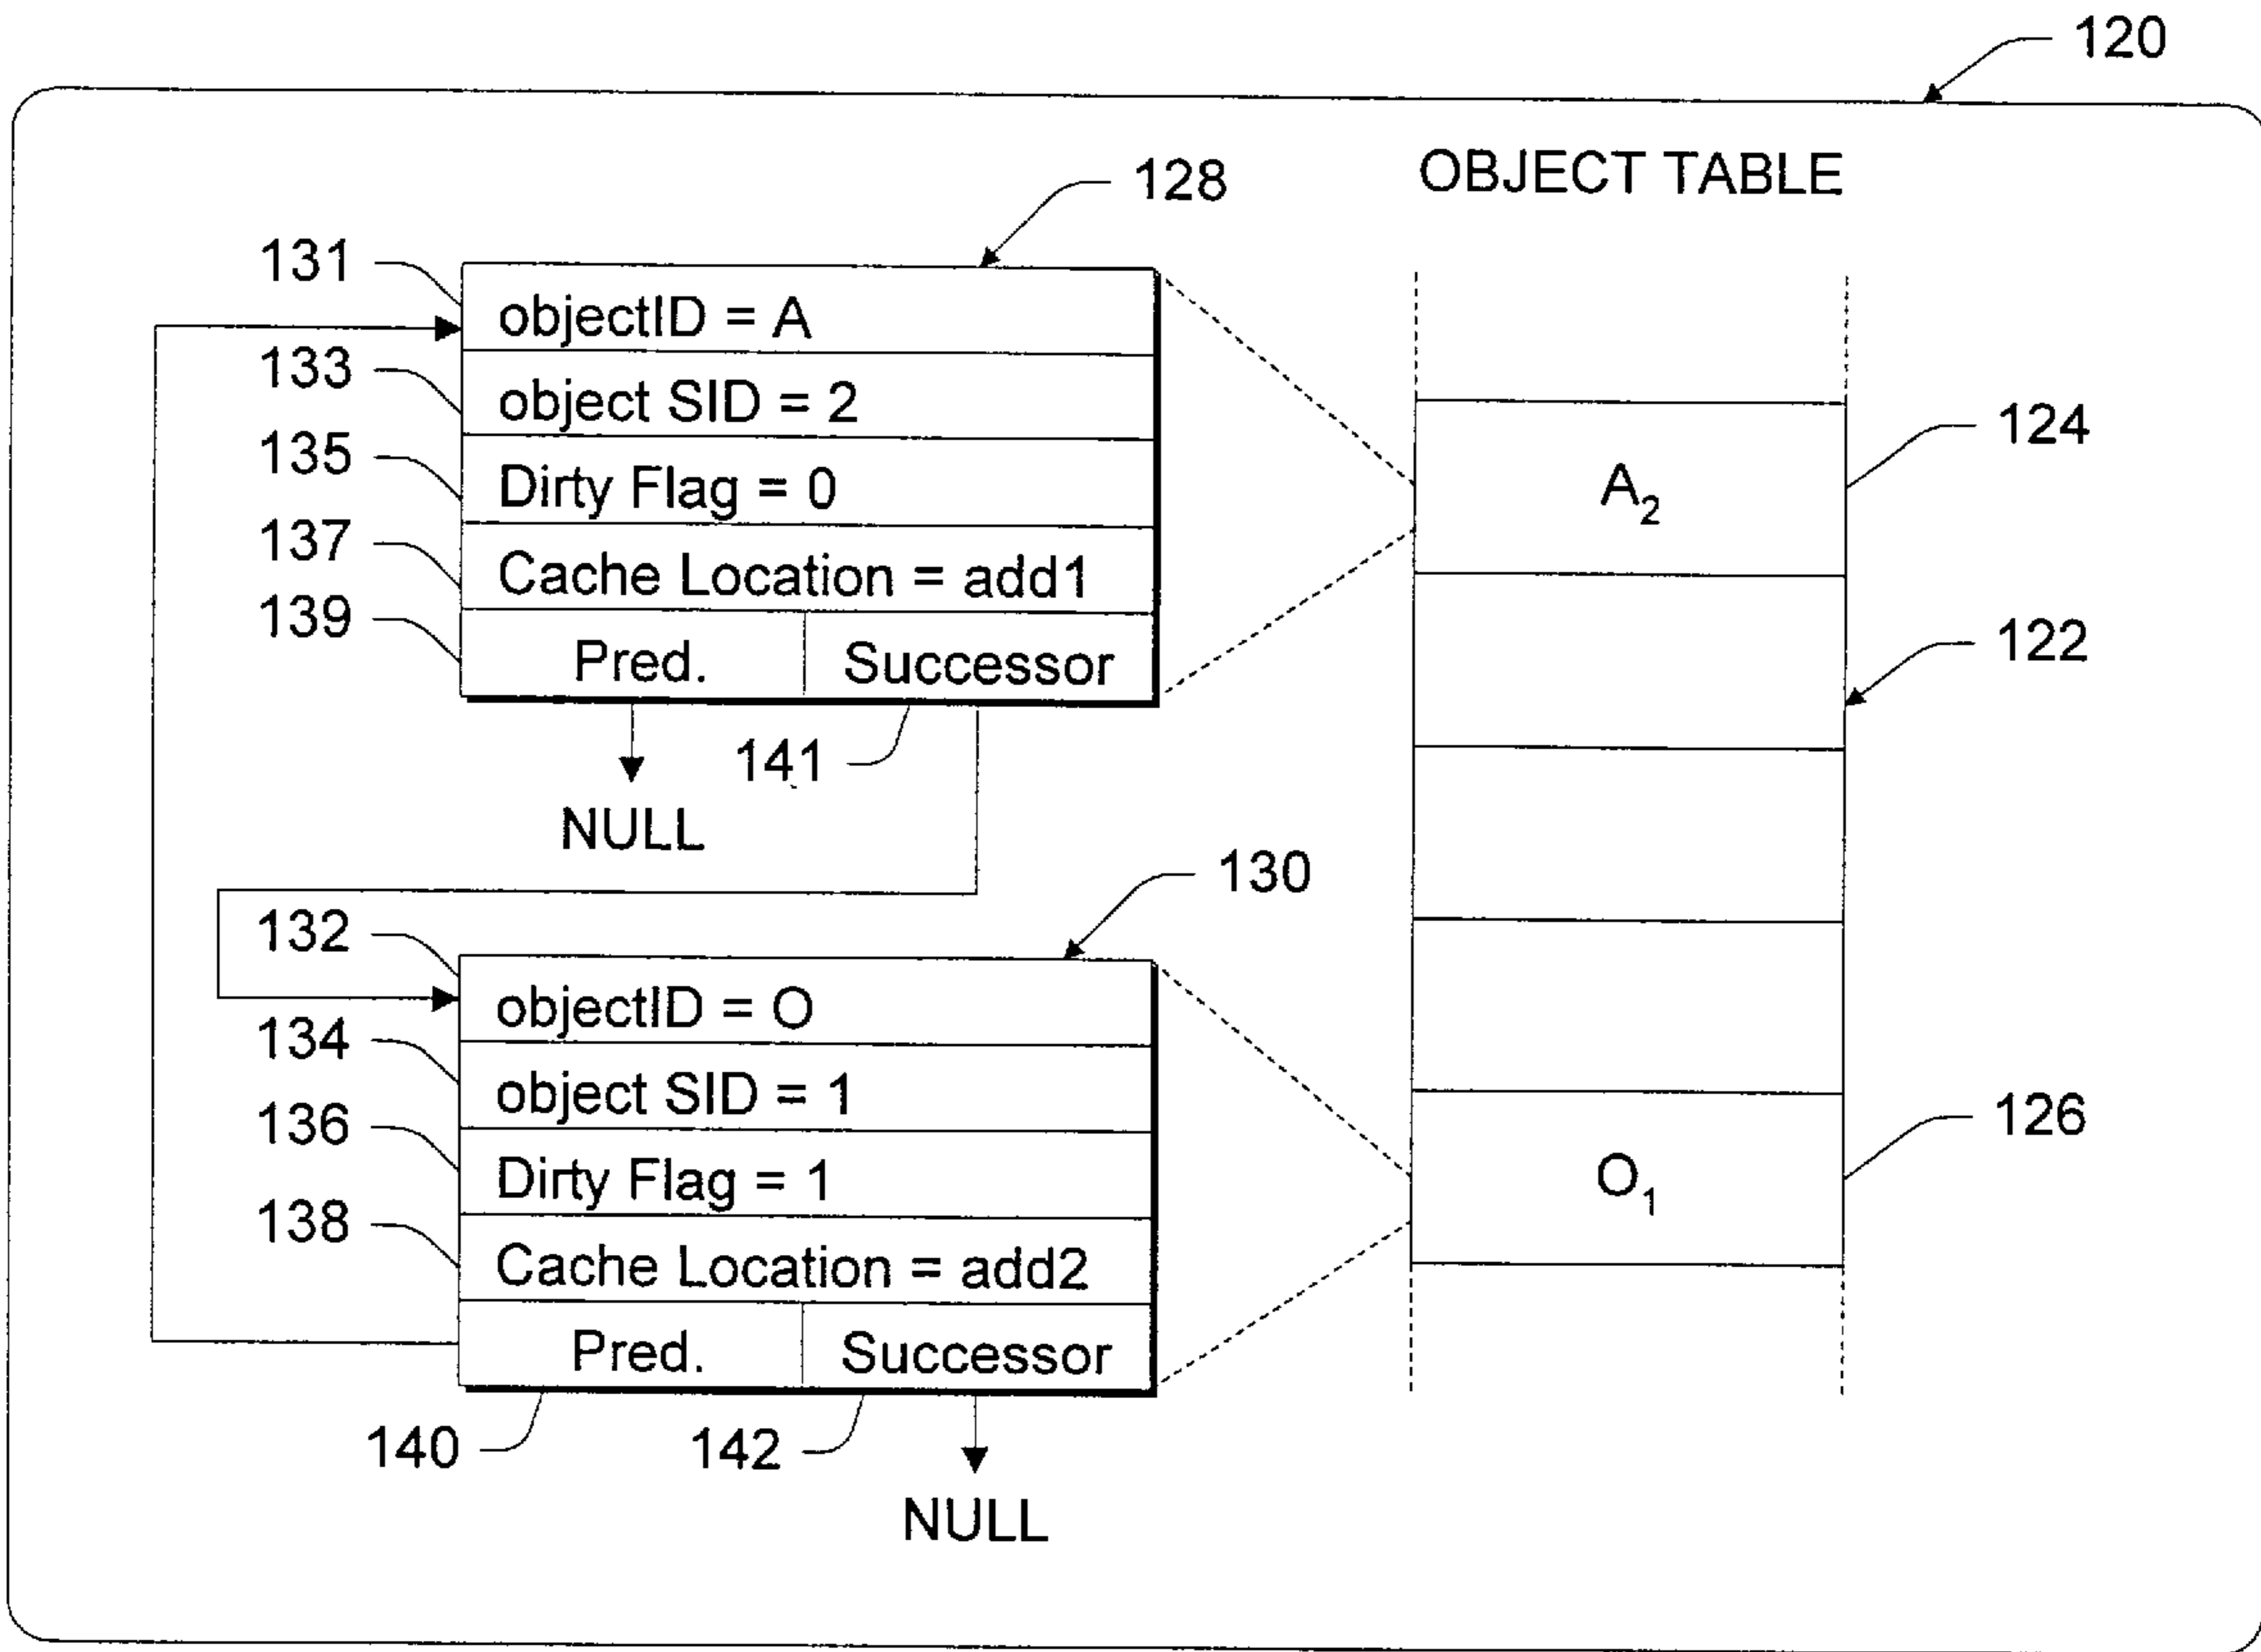 120
OBJECT TABLE
128
131
objectID = A
133
object SID = 2
135
Dirty Flag = 0
137
Cache Location = add1
139
Pred. Successor
141
NULL
124
A2
122
130
132
objectID = O
134
object SID = 1
136
Dirty Flag = 1
138
Cache Location = add2
Pred. Successor
140
142
NULL
126
O1